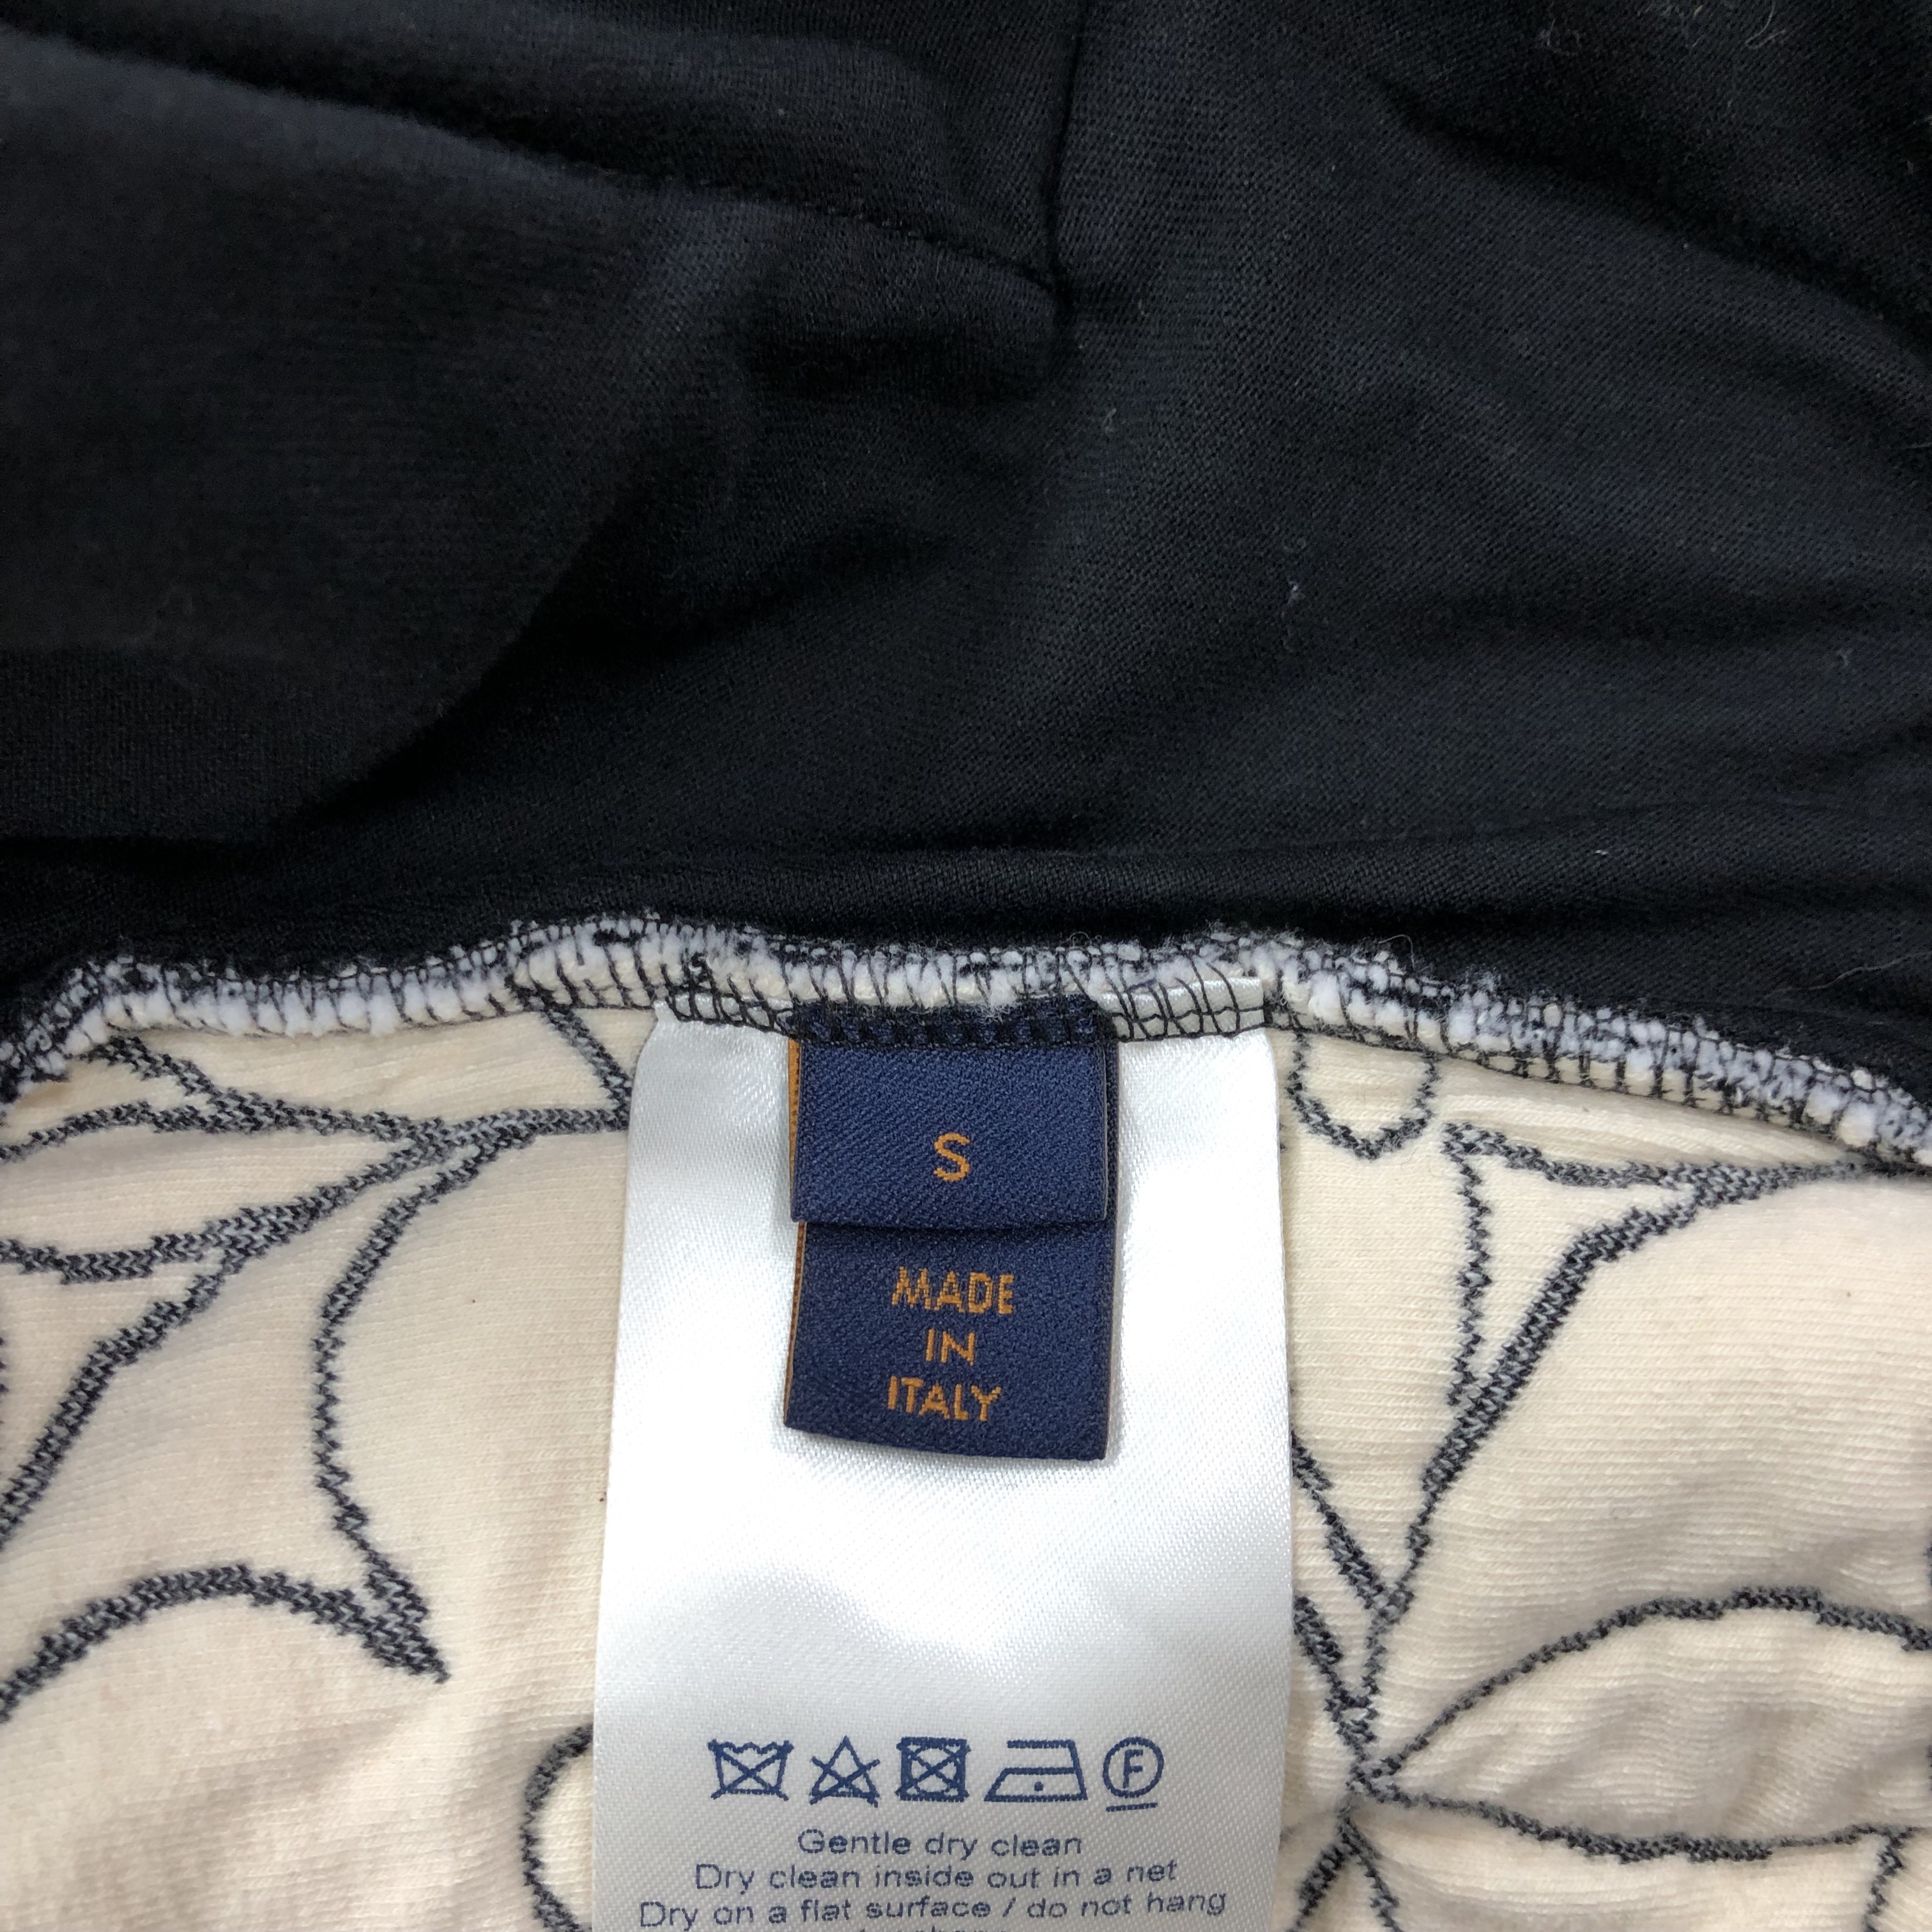 S
MADE
IN
ITALY
F
Gentle dry clean
Dry clean inside out in a net
Dry on a flat surface / do not hang